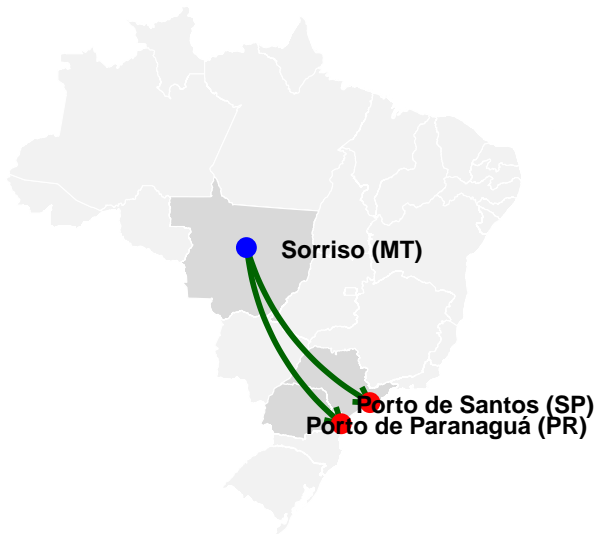 Sorriso (MT)
Porto de Santos (SP)
Porto de Paranaguá (PR)